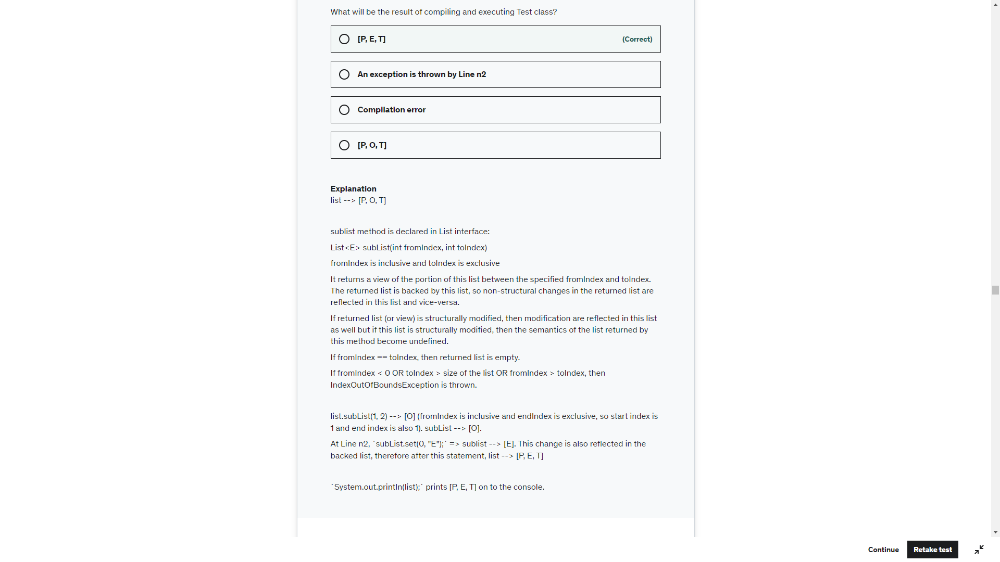 What will be the result of compiling and executing Test class?
[P, E, T]
(Correct)
An exception is thrown by Line n2
Compilation error
[P, O, T]
Explanation
list --> [P, O, T]
sublist method is declared in List interface:
List<E> subList(int fromIndex, int toIndex)
fromIndex is inclusive and toIndex is exclusive
It returns a view of the portion of this list between the specified fromIndex and toIndex.
The returned list is backed by this list, so non-structural changes in the returned list are
reflected in this list and vice-versa.
If returned list (or view) is structurally modified, then modification are reflected in this list
as well but if this list is structurally modified, then the semantics of the list returned by
this method become undefined.
If fromIndex == toIndex, then returned list is empty.
If fromIndex < 0 OR toIndex > size of the list OR fromIndex > toIndex, then
IndexOutOfBoundsException is thrown.
list.subList(1, 2) --> [O] (fromIndex is inclusive and endIndex is exclusive, so start index is
1 and end index is also 1). subList --> [O].
At Line n2, `subList.set(0, "E");` => sublist --> [E]. This change is also reflected in the
backed list, therefore after this statement, list --> [P, E, T]
`System.out.println(list);` prints [P, E, T] on to the console.
Continue
Retake test